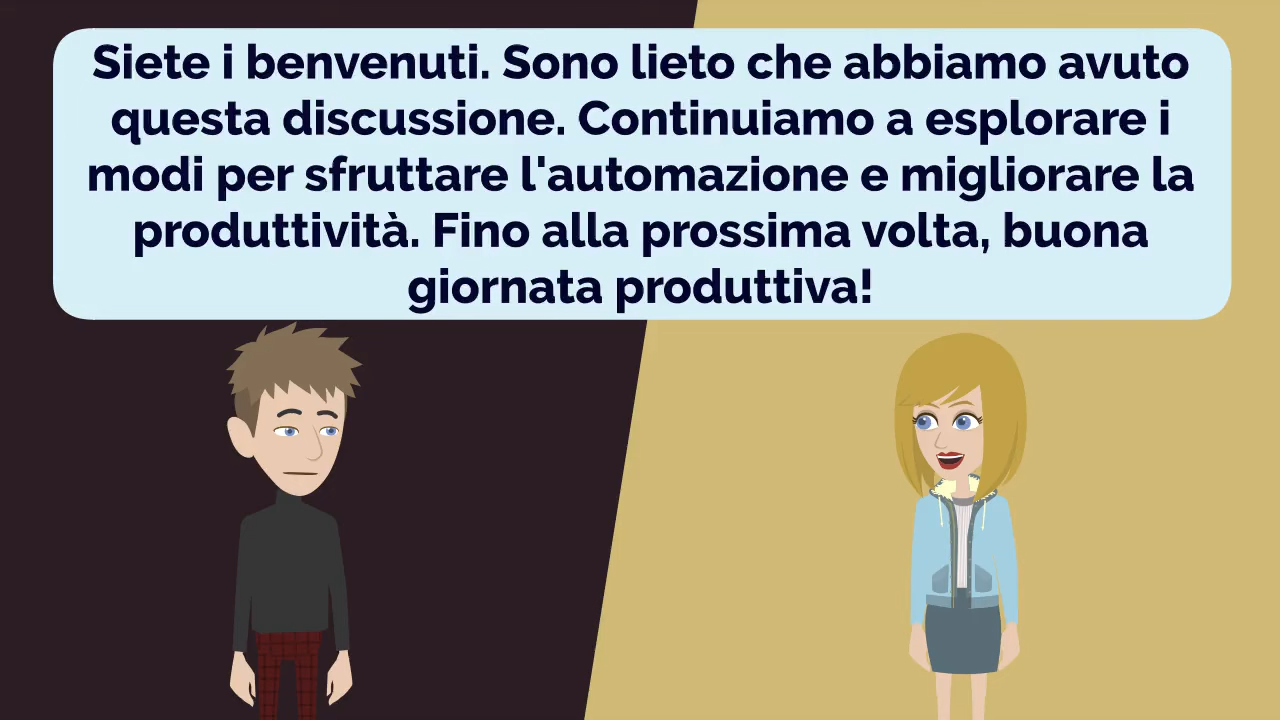 Siete i benvenuti. Sono lieto che abbiamo avuto
questa discussione. Continuiamo a esplorare i
modi per sfruttare l'automazione e migliorare la
produttività. Fino alla prossima volta, buona
giornata produttiva!